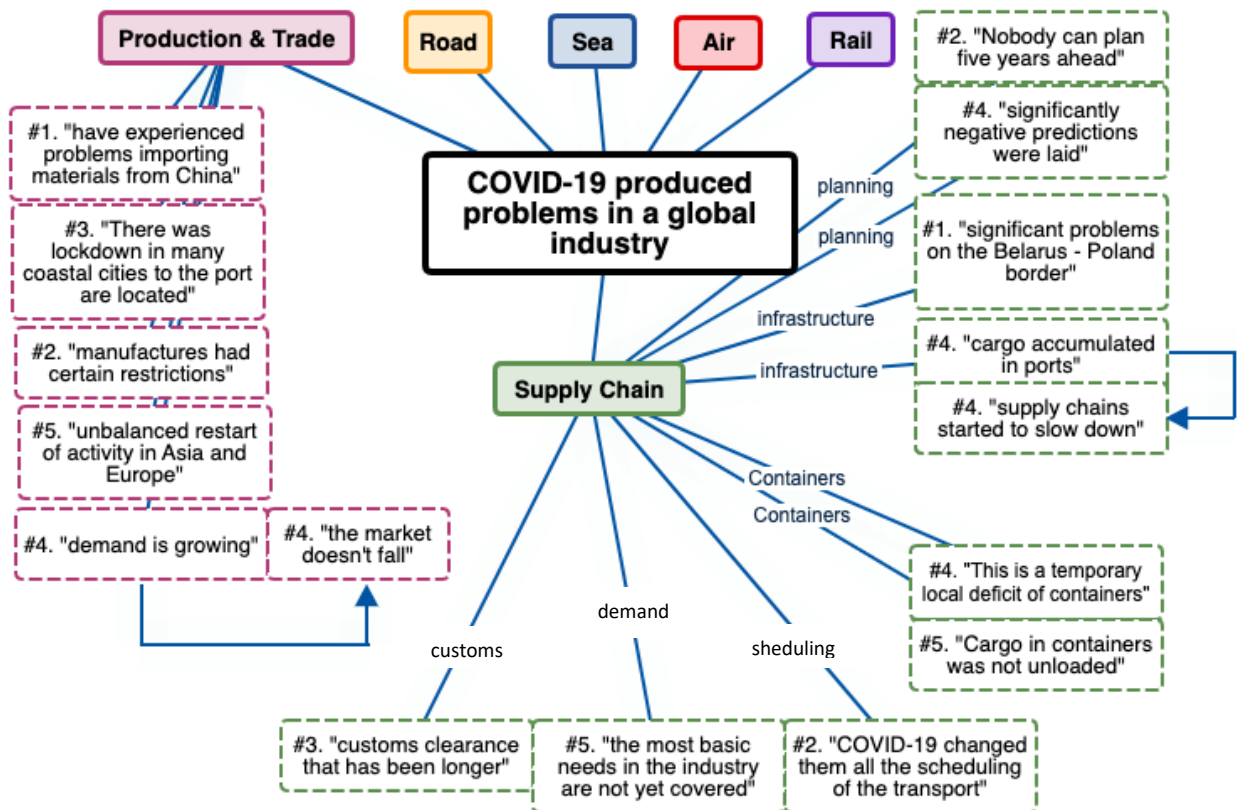 Production & Trade
Road
Sea
Air
Rail
#2. "Nobody can plan
five years ahead"
#1. "have experienced
problems importing
materials from China"
#4. "significantly
negative predictions
were laid"
COVID-19 produced
problems in a global
industry
planning
planning
#3. "There was
lockdown in many
coastal cities to the port
are located"
#1. "significant problems
on the Belarus - Poland
border"
infrastructure
infrastructure
#2. "manufactures had
certain restrictions"
#4. "cargo accumulated
in ports"
Supply Chain
#4. "supply chains
started to slow down"
#5. "unbalanced restart
of activity in Asia and
Europe"
Containers
Containers
#4. "demand is growing"
#4. "the market
doesn't fall"
#4. "This is a temporary
local deficit of containers"
#5. "Cargo in containers
was not unloaded"
customs
demand
sheduling
#3. "customs clearance
that has been longer"
#5. "the most basic
needs in the industry
are not yet covered"
#2. "COVID-19 changed
them all the scheduling
of the transport"